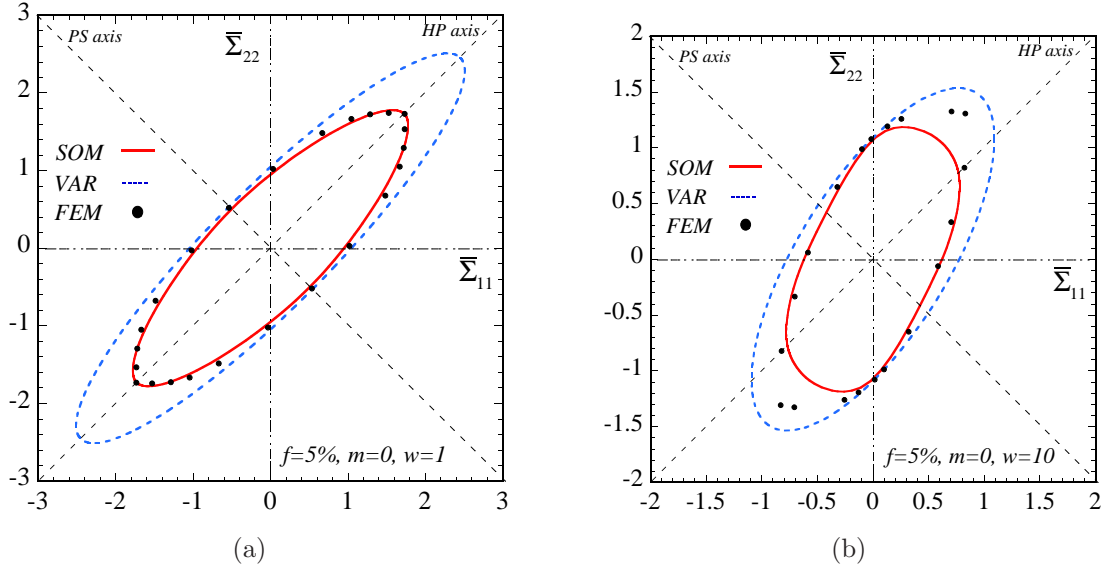 3
2
1
0
-1
-2
-3
-3
-2
-1
0
1
2
3
PS axis
HP axis
Σ̅₂₂
Σ̅₁₁
SOM
VAR
FEM
f=5%, m=0, w=1
(a)
2
1.5
1
0.5
0
-0.5
-1
-1.5
-2
-2
-1.5
-1
-0.5
0
0.5
1
1.5
2
PS axis
HP axis
Σ̅₂₂
Σ̅₁₁
SOM
VAR
FEM
f=5%, m=0, w=10
(b)